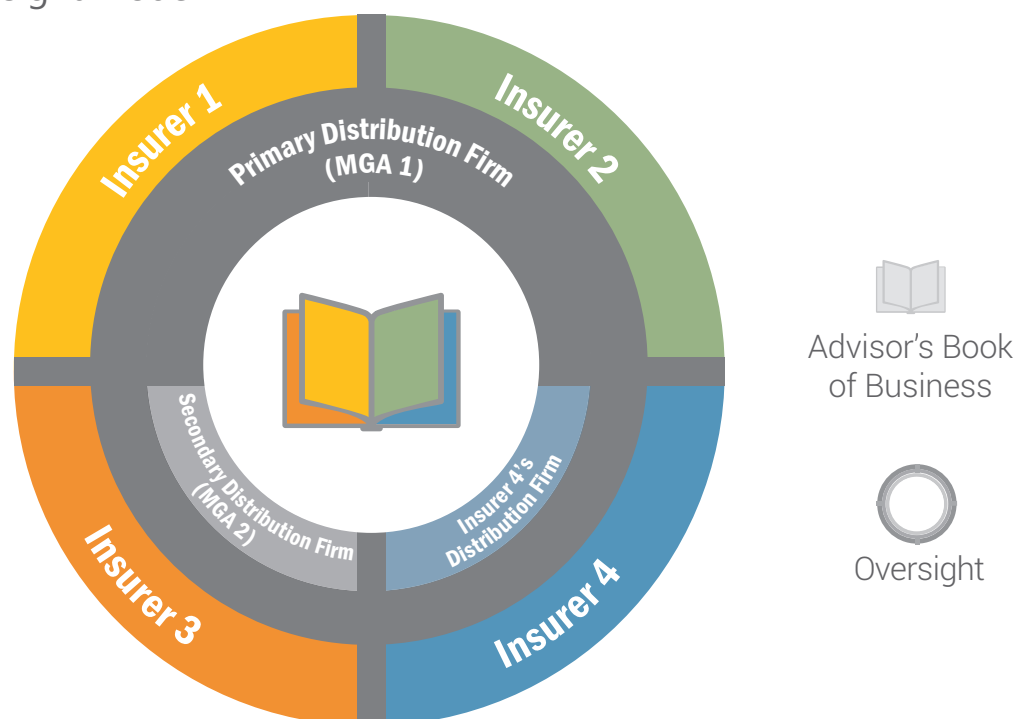 Insurer 1
Insurer 2
Primary Distribution Firm
(MGA 1)
Secondary Distribution Firm
(MGA 2)
Insurer 4's
Distribution Firm
Insurer 3
Insurer 4
Advisor's Book
of Business
Oversight